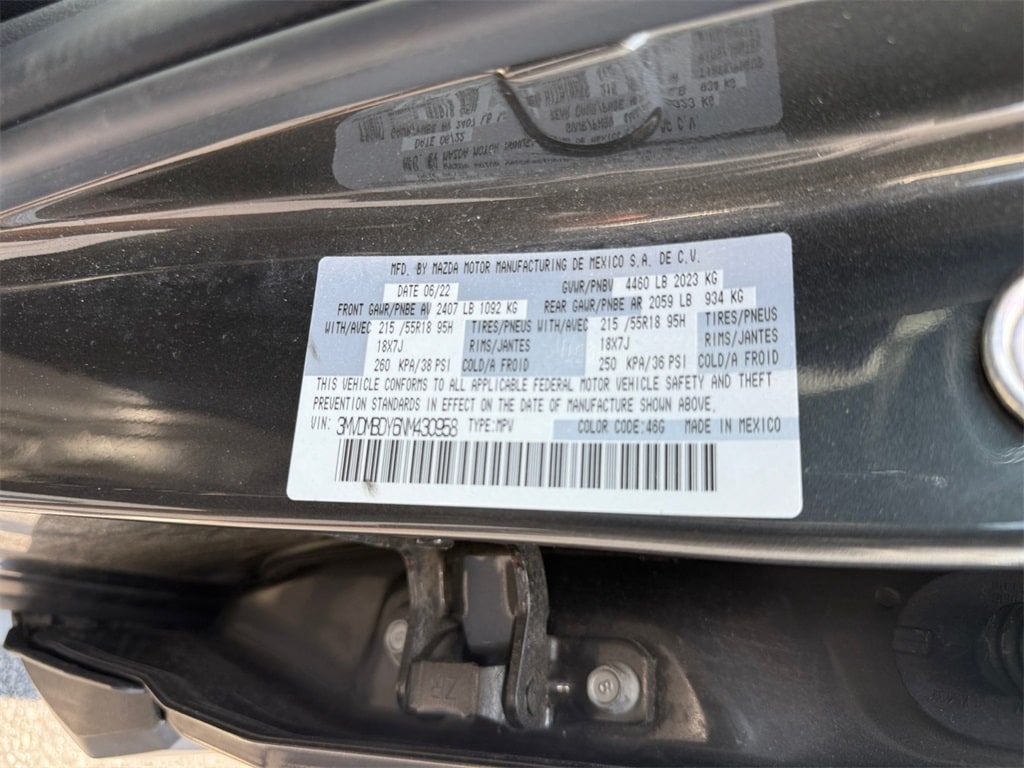 MFD. BY MAZDA MOTOR MANUFACTURING DE MEXICO S.A. DE C.V.
DATE 06/22 GVWR/PNBV 4460 LB 2023 KG
FRONT GAWR/PNBE AV 2407 LB 1092 KG REAR GAWR/PNBE AR 2059 LB 934 KG
WITH/AVEC 215 /55R18 95H TIRES/PNEUS WITH/AVEC 215 /55R18 95H TIRES/PNEUS
18X7J RIMS/JANTES 18X7J RIMS/JANTES
260 KPA/38 PSI COLD/A FROID 250 KPA/36 PSI COLD/A FROID
THIS VEHICLE CONFORMS TO ALL APPLICABLE FEDERAL MOTOR VEHICLE SAFETY AND THEFT
PREVENTION STANDARDS IN EFFECT ON THE DATE OF MANUFACTURE SHOWN ABOVE.
VIN: 3MVDMBDY6NM430958 TYPE:MPV COLOR CODE:46G MADE IN MEXICO
8